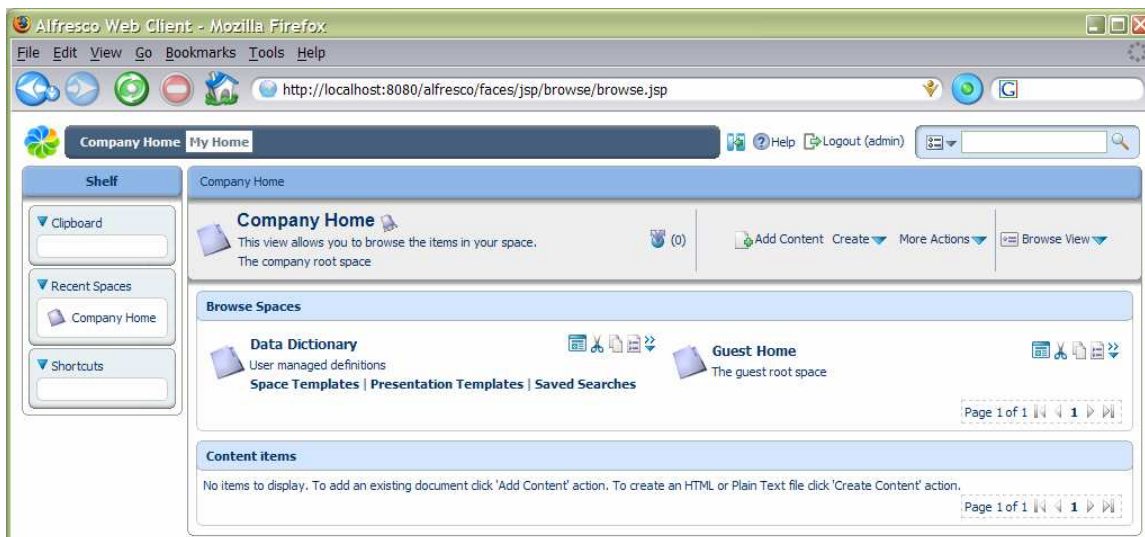 Alfresco Web Client - Mozilla Firefox
File Edit View Go Bookmarks Tools Help
http://localhost:8080/alfresco/faces/jsp/browse/browse.jsp
G
Company Home My Home
Help Logout (admin)
Shelf
Clipboard
Recent Spaces
Company Home
Shortcuts
Company Home
Company Home
This view allows you to browse the items in your space.
The company root space
(0)
Add Content Create More Actions Browse View
Browse Spaces
Data Dictionary
User managed definitions
Space Templates | Presentation Templates | Saved Searches
Guest Home
The guest root space
Page 1 of 1 1
Content items
No items to display. To add an existing document click 'Add Content' action. To create an HTML or Plain Text file click 'Create Content' action.
Page 1 of 1 1